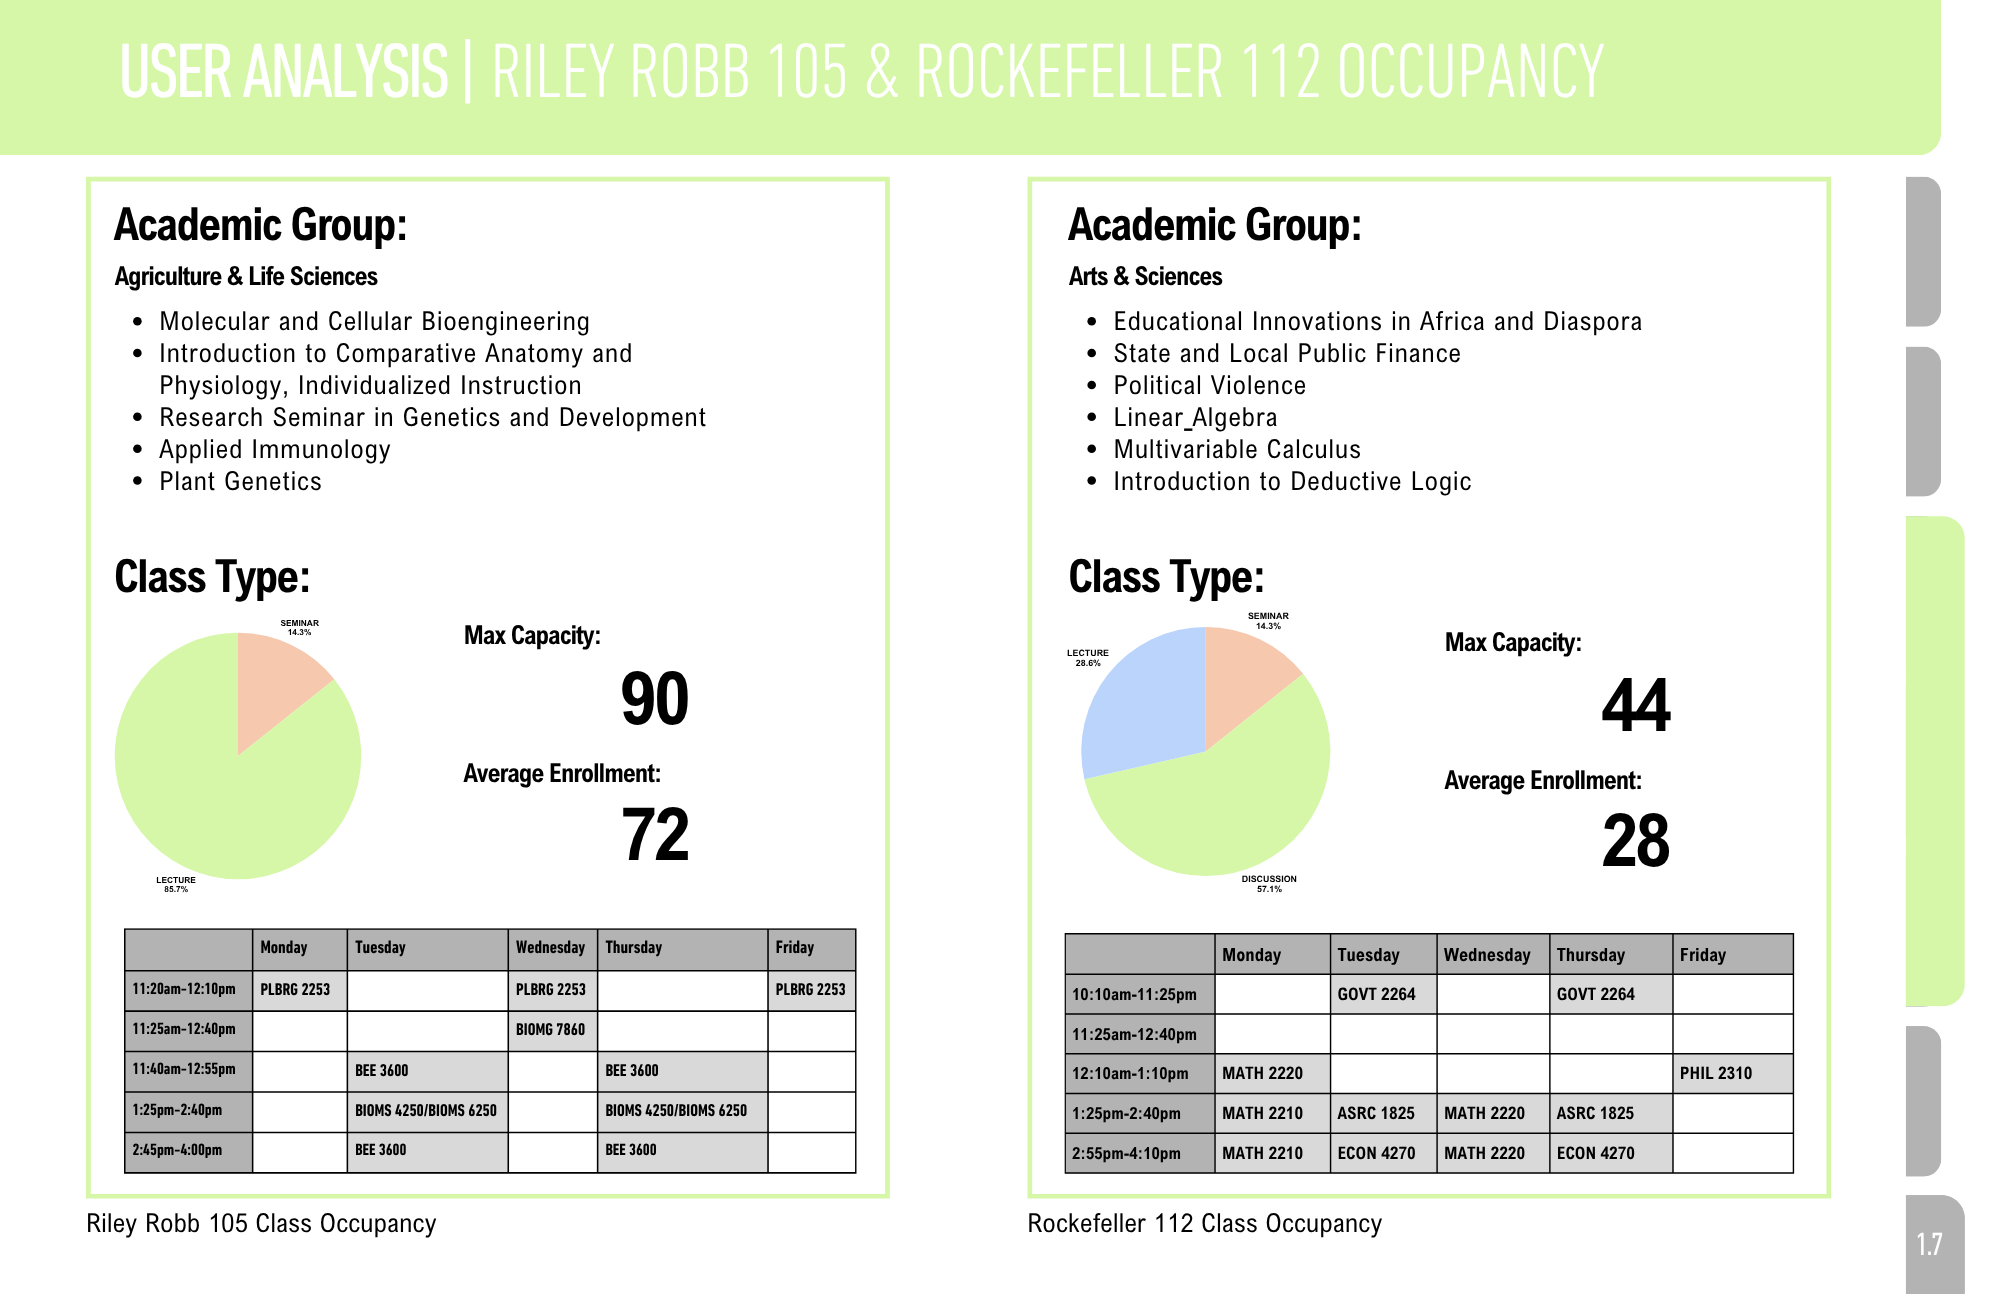 USER ANALYSIS | RILEY ROBB 105 & ROCKEFELLER 112 OCCUPANCY
Academic Group:
Agriculture & Life Sciences
• Molecular and Cellular Bioengineering
• Introduction to Comparative Anatomy and
Physiology, Individualized Instruction
• Research Seminar in Genetics and Development
• Applied Immunology
• Plant Genetics
Class Type:
SEMINAR
14.3%
LECTURE
85.7%
Max Capacity:
90
Average Enrollment:
72
Monday Tuesday Wednesday Thursday Friday
11:20am-12:10pm PLBRG 2253 PLBRG 2253 PLBRG 2253
11:25am-12:40pm BIOMG 7860
11:40am-12:55pm BEE 3600 BEE 3600
1:25pm-2:40pm BIOMS 4250/BIOMS 6250 BIOMS 4250/BIOMS 6250
2:45pm-4:00pm BEE 3600 BEE 3600
Riley Robb 105 Class Occupancy
Academic Group:
Arts & Sciences
• Educational Innovations in Africa and Diaspora
• State and Local Public Finance
• Political Violence
• Linear_Algebra
• Multivariable Calculus
• Introduction to Deductive Logic
Class Type:
SEMINAR
14.3%
LECTURE
28.6%
DISCUSSION
57.1%
Max Capacity:
44
Average Enrollment:
28
Monday Tuesday Wednesday Thursday Friday
10:10am-11:25pm GOVT 2264 GOVT 2264
11:25am-12:40pm
12:10am-1:10pm MATH 2220 PHIL 2310
1:25pm-2:40pm MATH 2210 ASRC 1825 MATH 2220 ASRC 1825
2:55pm-4:10pm MATH 2210 ECON 4270 MATH 2220 ECON 4270
Rockefeller 112 Class Occupancy
1.7